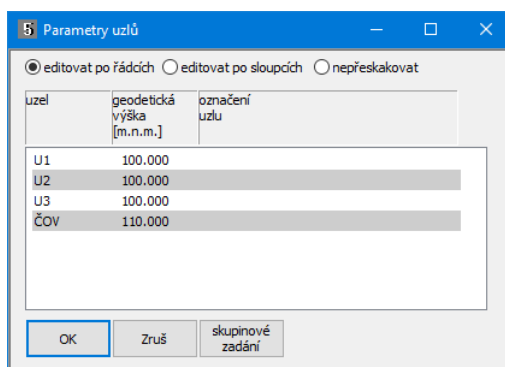 5 Parametry uzlů
editovat po řádcích editovat po sloupcích nepřeskakovat
uzel geodetická výška [m.n.m.] označení uzlu
U1 100.000
U2 100.000
U3 100.000
ČOV 110.000
OK Zruš skupinové zadání